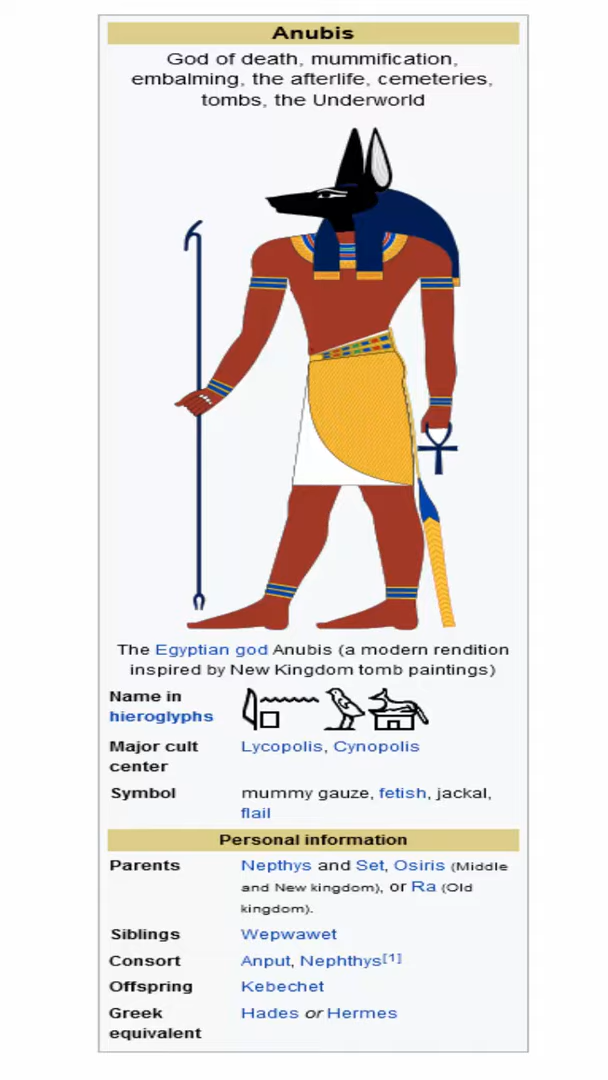 Anubis
God of death, mummification,
embalming, the afterlife, cemeteries,
tombs, the Underworld
The Egyptian god Anubis (a modern rendition
inspired by New Kingdom tomb paintings)
Name in
hieroglyphs
Major cult Lycopolis, Cynopolis
center
Symbol mummy gauze, fetish, jackal,
flail
Personal information
Parents Nepthys and Set, Osiris (Middle
and New kingdom), or Ra (Old
kingdom).
Siblings Wepwawet
Consort Anput, Nephthys[1]
Offspring Kebechet
Greek Hades or Hermes
equivalent